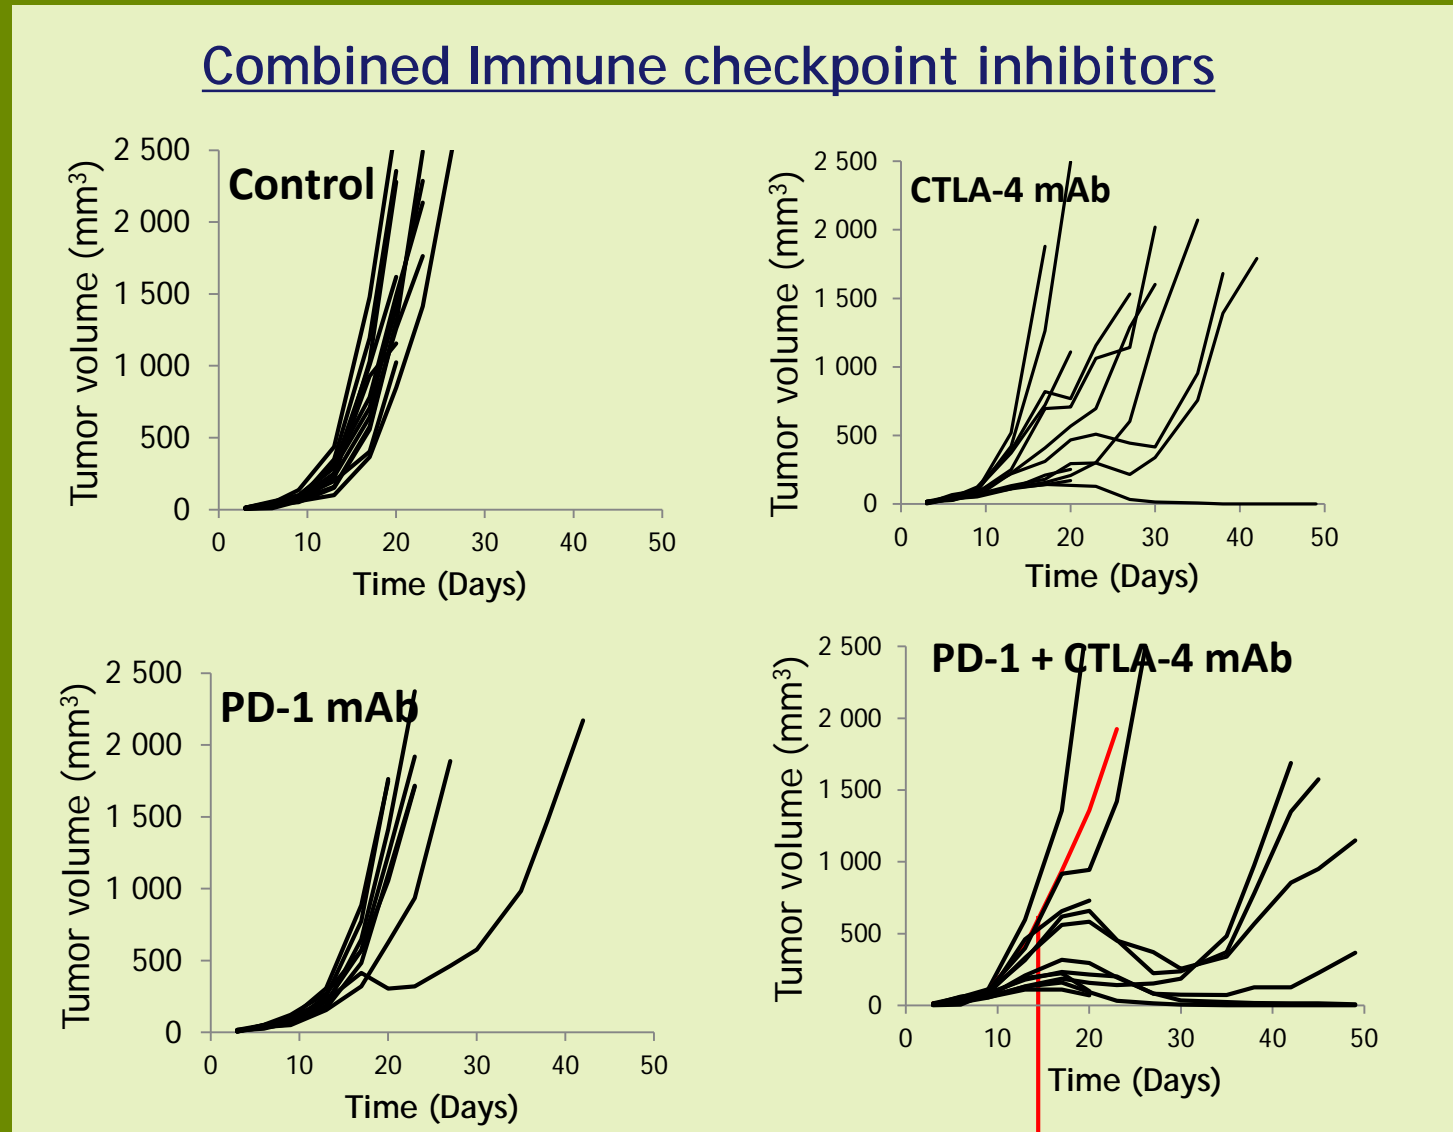 Combined Immune checkpoint inhibitors
Control
Tumor volume (mm³)
2 500
2 000
1 500
1 000
500
0
0 10 20 30 40 50
Time (Days)
CTLA-4 mAb
Tumor volume (mm³)
2 500
2 000
1 500
1 000
500
0
0 10 20 30 40 50
Time (Days)
PD-1 mAb
Tumor volume (mm³)
2 500
2 000
1 500
1 000
500
0
0 10 20 30 40 50
Time (Days)
PD-1 + CTLA-4 mAb
Tumor volume (mm³)
2 500
2 000
1 500
1 000
500
0
0 10 20 30 40 50
Time (Days)